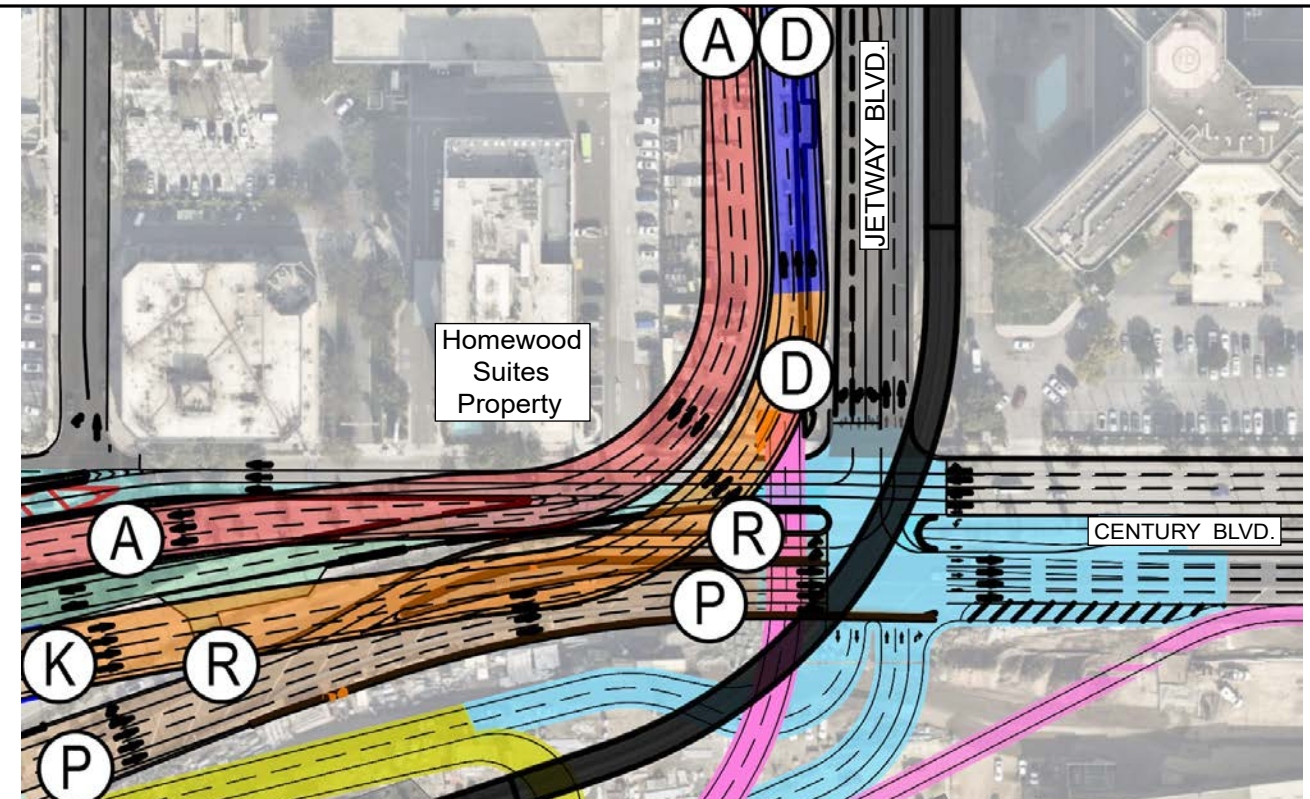 A
D
JETWAY BLVD.
Homewood
Suites
Property
D
A
R
CENTURY BLVD.
P
K
R
P